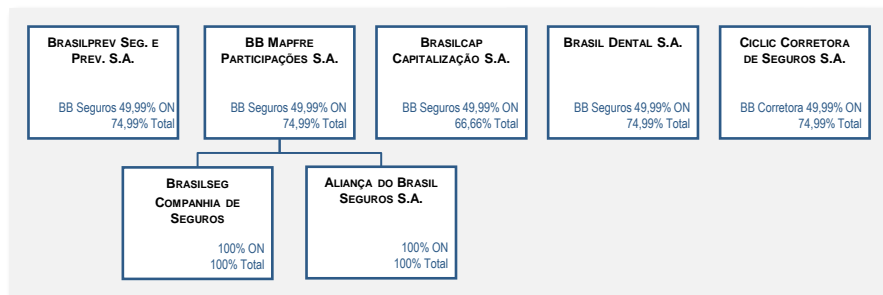 BRASILPREV SEG. E
PREV. S.A.
BB Seguros 49,99% ON
74,99% Total
BB MAPFRE
PARTICIPAÇÕES S.A.
BB Seguros 49,99% ON
74,99% Total
BRASILCAP
CAPITALIZAÇÃO S.A.
BB Seguros 49,99% ON
66,66% Total
BRASIL DENTAL S.A.
BB Seguros 49,99% ON
74,99% Total
CICLIC CORRETORA
DE SEGUROS S.A.
BB Corretora 49,99% ON
74,99% Total
BRASILSEG
COMPANHIA DE
SEGUROS
100% ON
100% Total
ALIANÇA DO BRASIL
SEGUROS S.A.
100% ON
100% Total